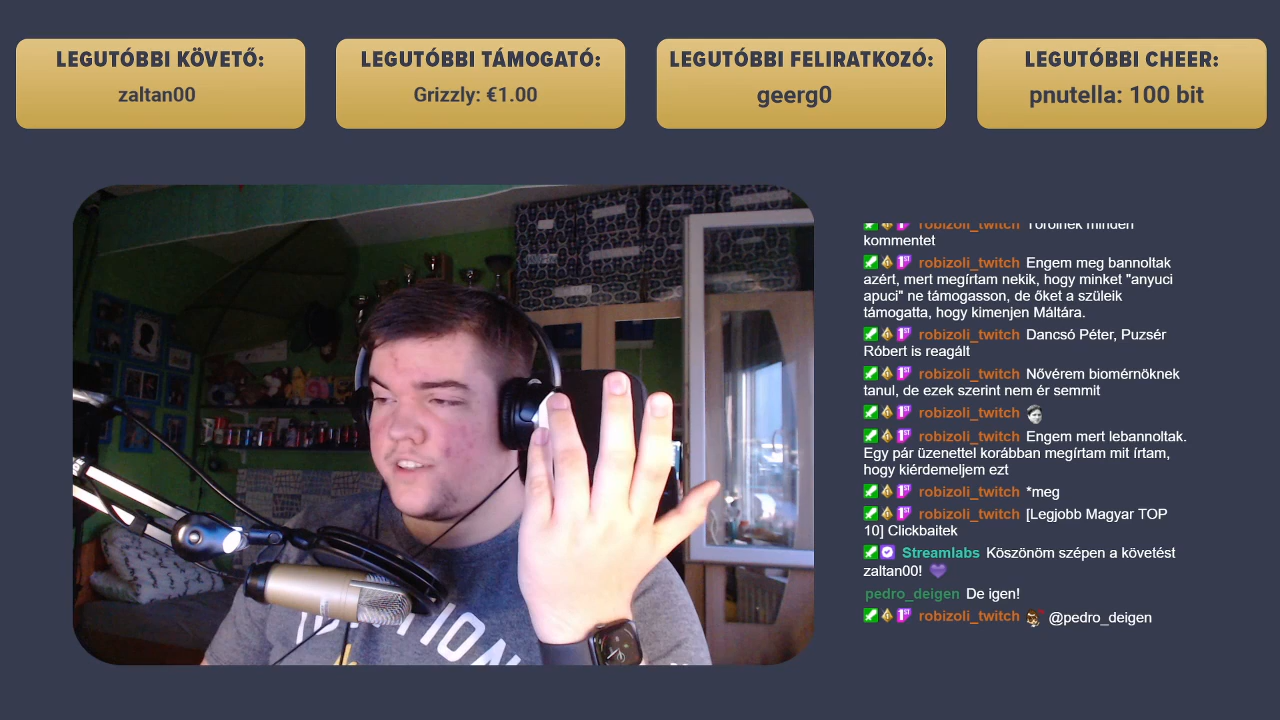 LEGUTÓBBI KÖVETŐ:
zaltan00
LEGUTÓBBI TÁMOGATÓ:
Grizzly: €1.00
LEGUTÓBBI FELIRATKOZÓ:
geerg0
LEGUTÓBBI CHEER:
pnutella: 100 bit
robizoli_twitch Törölnek minden
kommentet
robizoli_twitch Engem meg bannoltak
azért, mert megírtam nekik, hogy minket "anyuci
apuci" ne támogasson, de őket a szüleik
támogatta, hogy kimenjen Máltára.
robizoli_twitch Dancsó Péter, Puzsér
Róbert is reagált
robizoli_twitch Nővérem biomérnöknek
tanul, de ezek szerint nem ér semmit
robizoli_twitch
robizoli_twitch Engem mert lebannoltak.
Egy pár üzenettel korábban megírtam mit írtam,
hogy kiérdemeljem ezt
robizoli_twitch *meg
robizoli_twitch [Legjobb Magyar TOP
10] Clickbaitek
Streamlabs Köszönöm szépen a követést
zaltan00!
pedro_deigen De igen!
robizoli_twitch @pedro_deigen